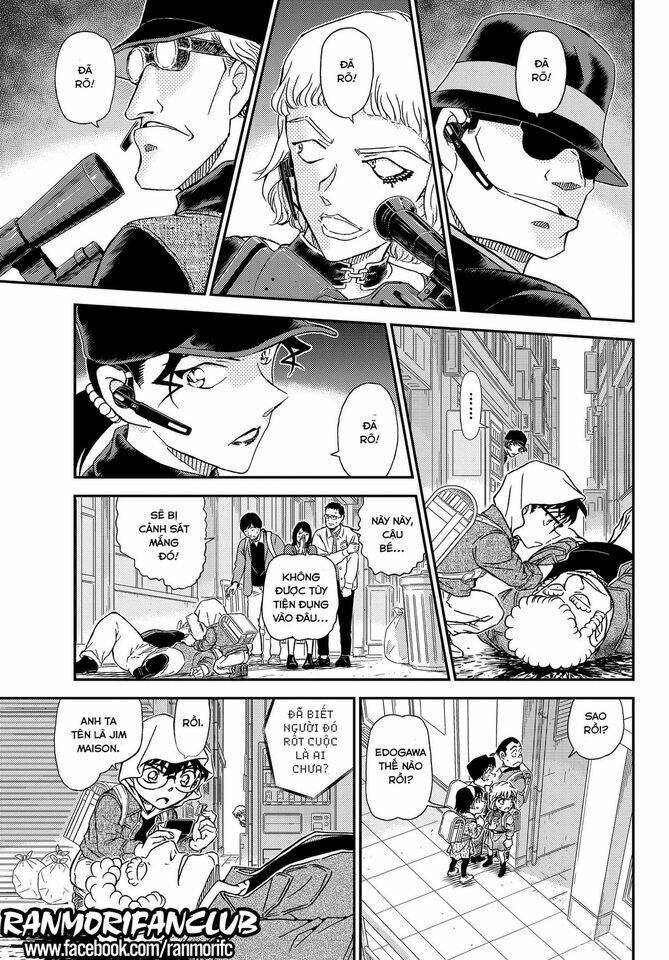 ĐÃ
RÕ!
ĐÃ
RÕ!
ĐÃ
RÕ!
......
ĐÃ
RÕ!
NÀY NÀY,
CẬU
BÉ...
SẼ BỊ
CẢNH SÁT
MẮNG
ĐÓ!
KHÔNG
ĐƯỢC TÙY
TIỆN ĐỤNG
VÀO ĐÂU...
SAO
RỒI?
EDOGAWA
THẾ NÀO
RỒI?
ĐÃ BIẾT
NGƯỜI ĐÓ
RỐT CUỘC
LÀ AI
CHƯA?
RỒI.
ANH TA
TÊN LÀ JIM
MAISON.
RANMORIFANCLUB
www.facebook.com/ranmorifc